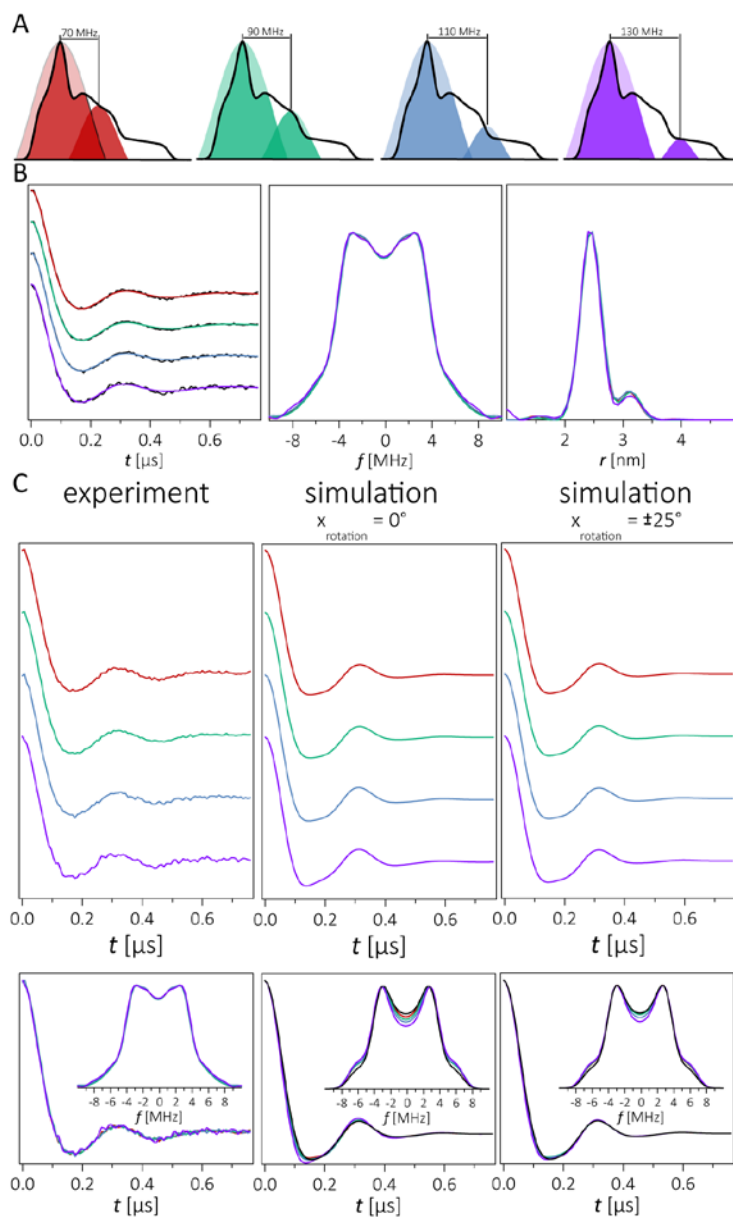 A
70 MHz 90 MHz 110 MHz 130 MHz
B
0.0 0.2 0.4 0.6
t [µs]
-8 -4 0 4 8
f [MHz]
2 3 4
r [nm]
C
experiment simulation simulation
x rotation = 0° x rotation = ±25°
0.0 0.2 0.4 0.6 0.0 0.2 0.4 0.6 0.0 0.2 0.4 0.6
t [µs] t [µs] t [µs]
-8 -6 -4 -2 0 2 4 6 8 -8 -6 -4 -2 0 2 4 6 8 -8 -6 -4 -2 0 2 4 6 8
f [MHz] f [MHz] f [MHz]
0.0 0.2 0.4 0.6 0.0 0.2 0.4 0.6 0.0 0.2 0.4 0.6
t [µs] t [µs] t [µs]